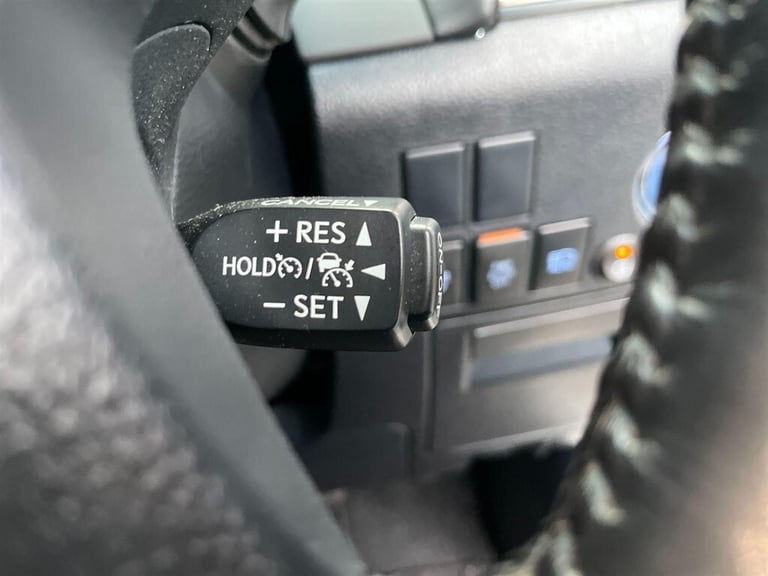 CANCEL▼
+ RES ▲
HOLD / ◄
− SET ▼